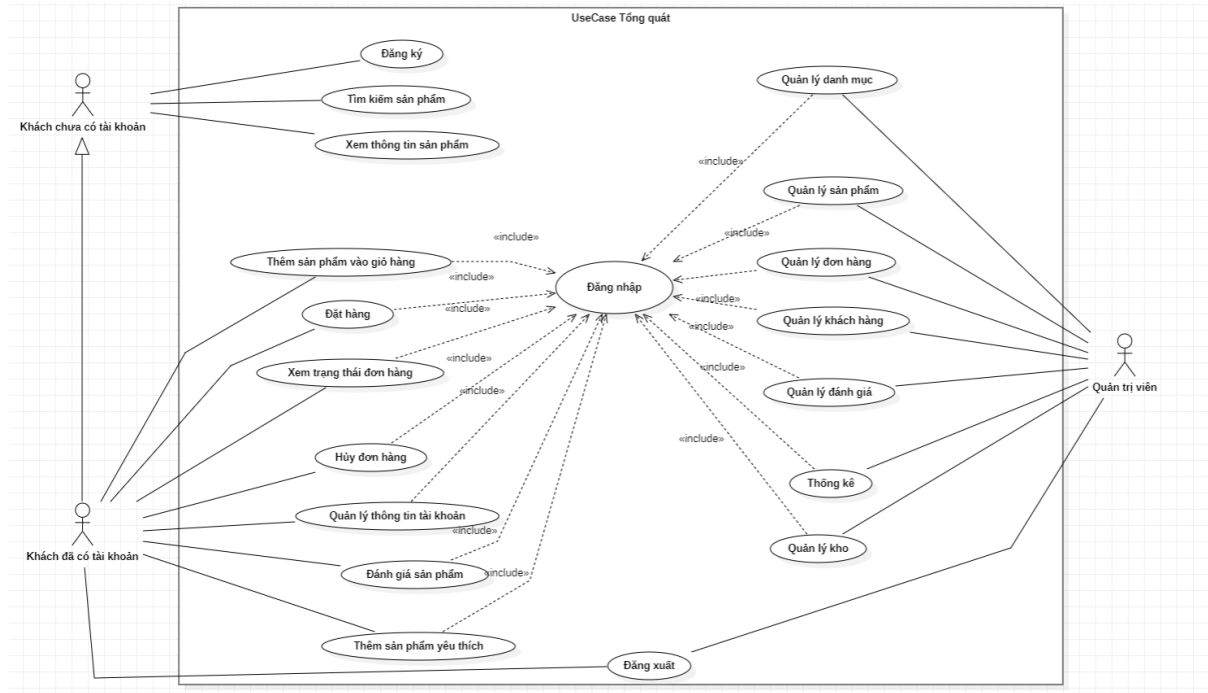 UseCase Tổng quát
Đăng ký
Tìm kiếm sản phẩm
Xem thông tin sản phẩm
Khách chưa có tài khoản
Quản lý danh mục
«include»
Quản lý sản phẩm
«include»
«include»
Thêm sản phẩm vào giỏ hàng
«include»
Quản lý đơn hàng
Đăng nhập
Đặt hàng
«include»
«include»
Quản lý khách hàng
«include»
Xem trạng thái đơn hàng
«include»
«include»
Quản lý đánh giá
Quản trị viên
«include»
«include»
Hủy đơn hàng
Thống kê
Quản lý thông tin tài khoản
«include»
Khách đã có tài khoản
Quản lý kho
Đánh giá sản phẩm
«include»
Thêm sản phẩm yêu thích
Đăng xuất